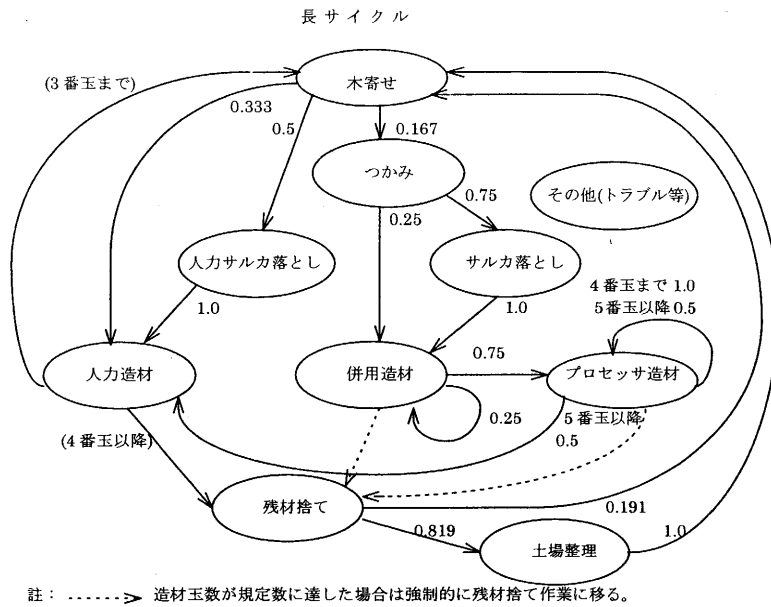 長サイクル
(3番玉まで)
木寄せ
0.333
0.5
0.167
つかみ
その他(トラブル等)
0.75
0.25
人力サルカ落とし
サルカ落とし
4番玉まで 1.0
5番玉以降 0.5
1.0
1.0
人力造材
併用造材
0.75
プロセッサ造材
0.25
5番玉以降
0.5
(4番玉以降)
残材捨て
0.191
0.819
1.0
土場整理
註: ·······> 造材玉数が規定数に達した場合は強制的に残材捨て作業に移る。